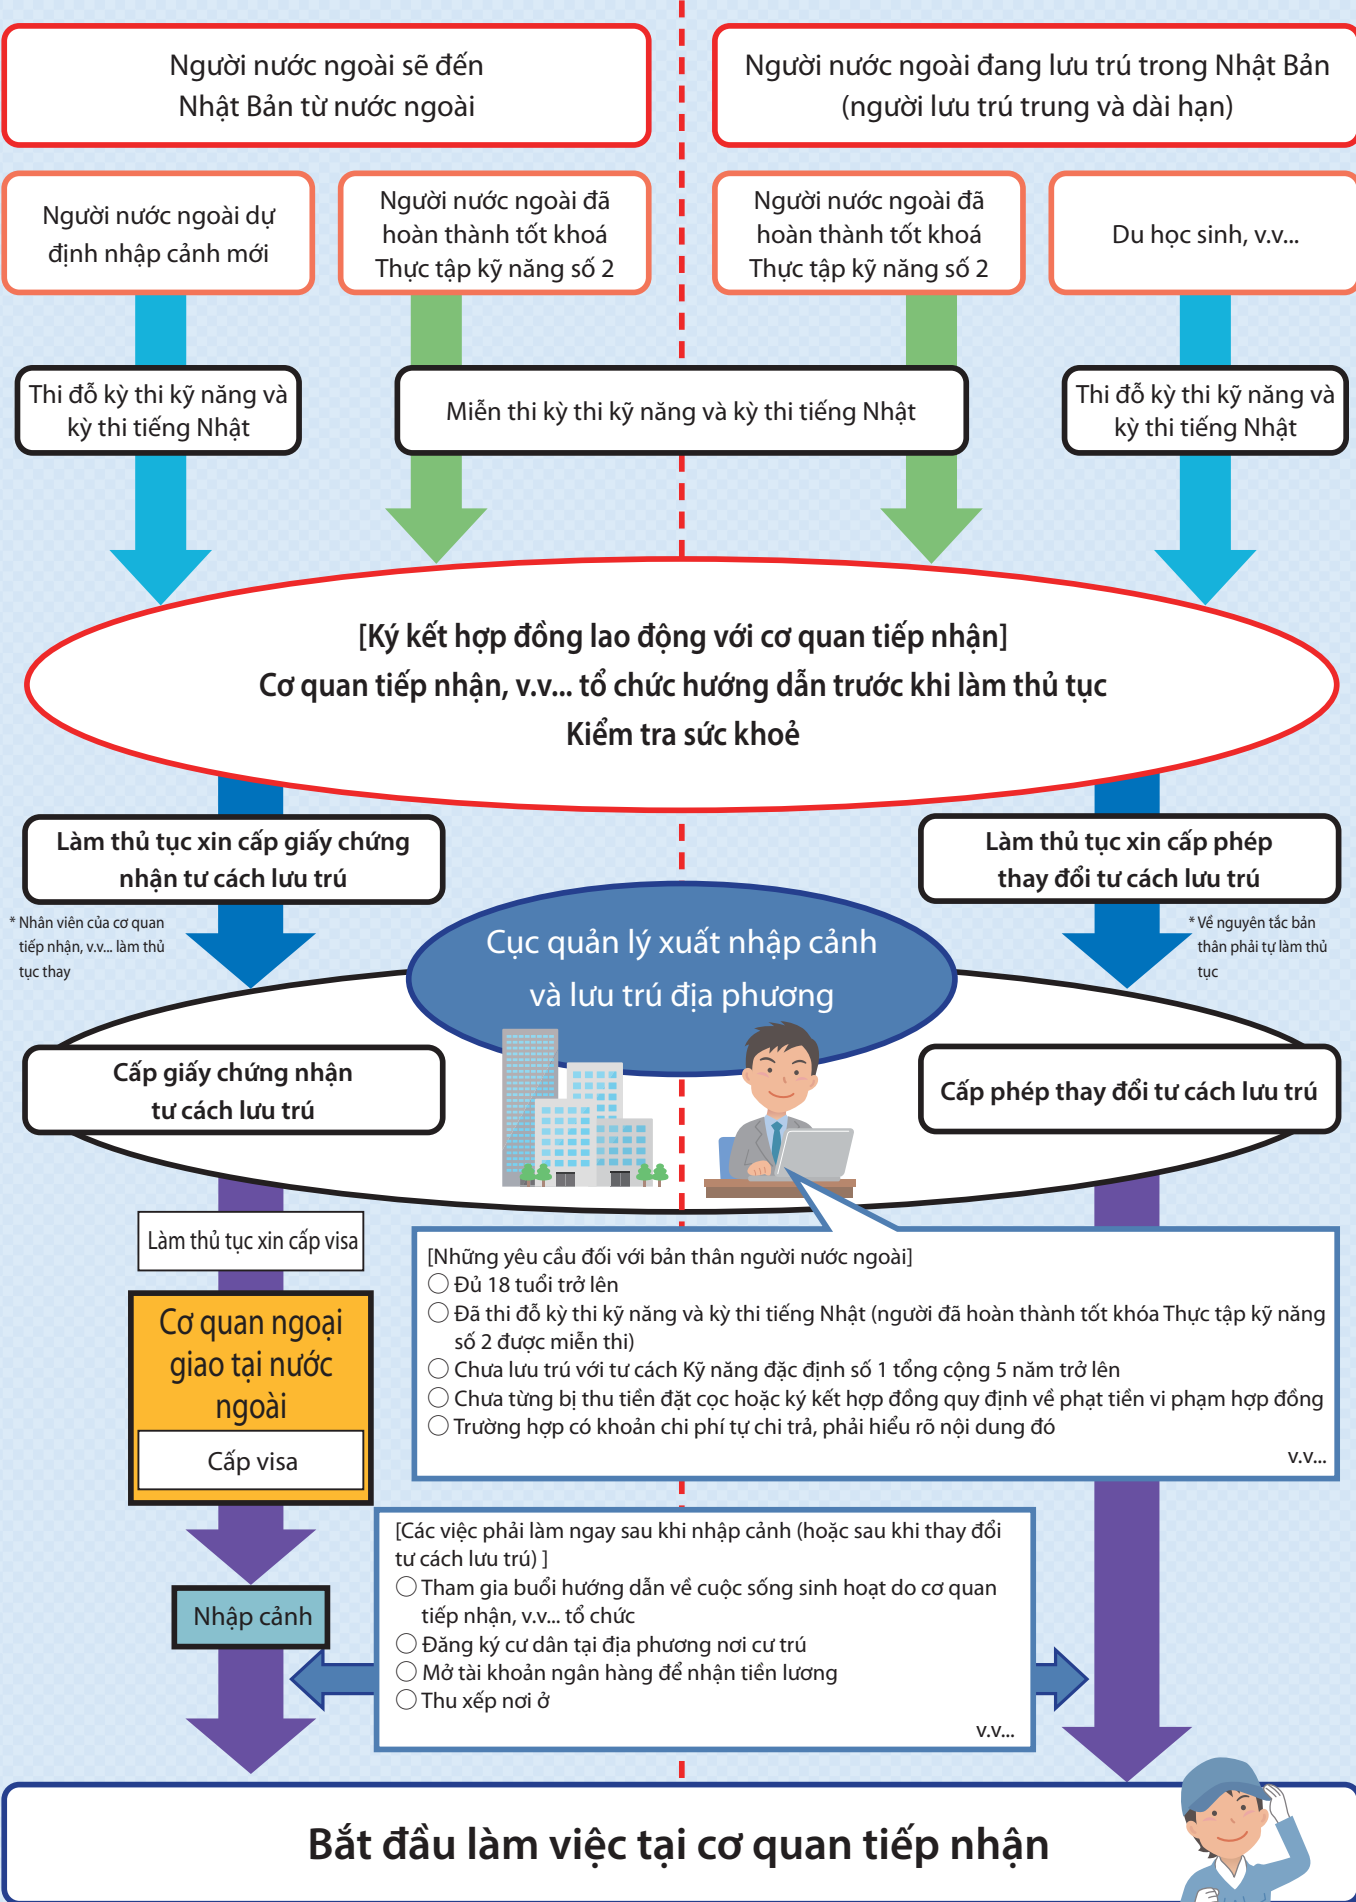 Người nước ngoài sẽ đến
Nhật Bản từ nước ngoài
Người nước ngoài đang lưu trú trong Nhật Bản
(người lưu trú trung và dài hạn)
Người nước ngoài dự
định nhập cảnh mới
Người nước ngoài đã
hoàn thành tốt khoá
Thực tập kỹ năng số 2
Người nước ngoài đã
hoàn thành tốt khoá
Thực tập kỹ năng số 2
Du học sinh, v.v...
Thi đỗ kỳ thi kỹ năng và
kỳ thi tiếng Nhật
Miễn thi kỳ thi kỹ năng và kỳ thi tiếng Nhật
Thi đỗ kỳ thi kỹ năng và
kỳ thi tiếng Nhật
[Ký kết hợp đồng lao động với cơ quan tiếp nhận]
Cơ quan tiếp nhận, v.v... tổ chức hướng dẫn trước khi làm thủ tục
Kiểm tra sức khoẻ
Làm thủ tục xin cấp giấy chứng
nhận tư cách lưu trú
Làm thủ tục xin cấp phép
thay đổi tư cách lưu trú
* Nhân viên của cơ quan
tiếp nhận, v.v... làm thủ
tục thay
* Về nguyên tắc bản
thân phải tự làm thủ
tục
Cục quản lý xuất nhập cảnh
và lưu trú địa phương
Cấp giấy chứng nhận
tư cách lưu trú
Cấp phép thay đổi tư cách lưu trú
Làm thủ tục xin cấp visa
Cơ quan ngoại
giao tại nước
ngoài
Cấp visa
[Những yêu cầu đối với bản thân người nước ngoài]
○ Đủ 18 tuổi trở lên
○ Đã thi đỗ kỳ thi kỹ năng và kỳ thi tiếng Nhật (người đã hoàn thành tốt khóa Thực tập kỹ năng
số 2 được miễn thi)
○ Chưa lưu trú với tư cách Kỹ năng đặc định số 1 tổng cộng 5 năm trở lên
○ Chưa từng bị thu tiền đặt cọc hoặc ký kết hợp đồng quy định về phạt tiền vi phạm hợp đồng
○ Trường hợp có khoản chi phí tự chi trả, phải hiểu rõ nội dung đó
v.v...
[Các việc phải làm ngay sau khi nhập cảnh (hoặc sau khi thay đổi
tư cách lưu trú) ]
○ Tham gia buổi hướng dẫn về cuộc sống sinh hoạt do cơ quan
tiếp nhận, v.v... tổ chức
○ Đăng ký cư dân tại địa phương nơi cư trú
○ Mở tài khoản ngân hàng để nhận tiền lương
○ Thu xếp nơi ở
v.v...
Nhập cảnh
Bắt đầu làm việc tại cơ quan tiếp nhận